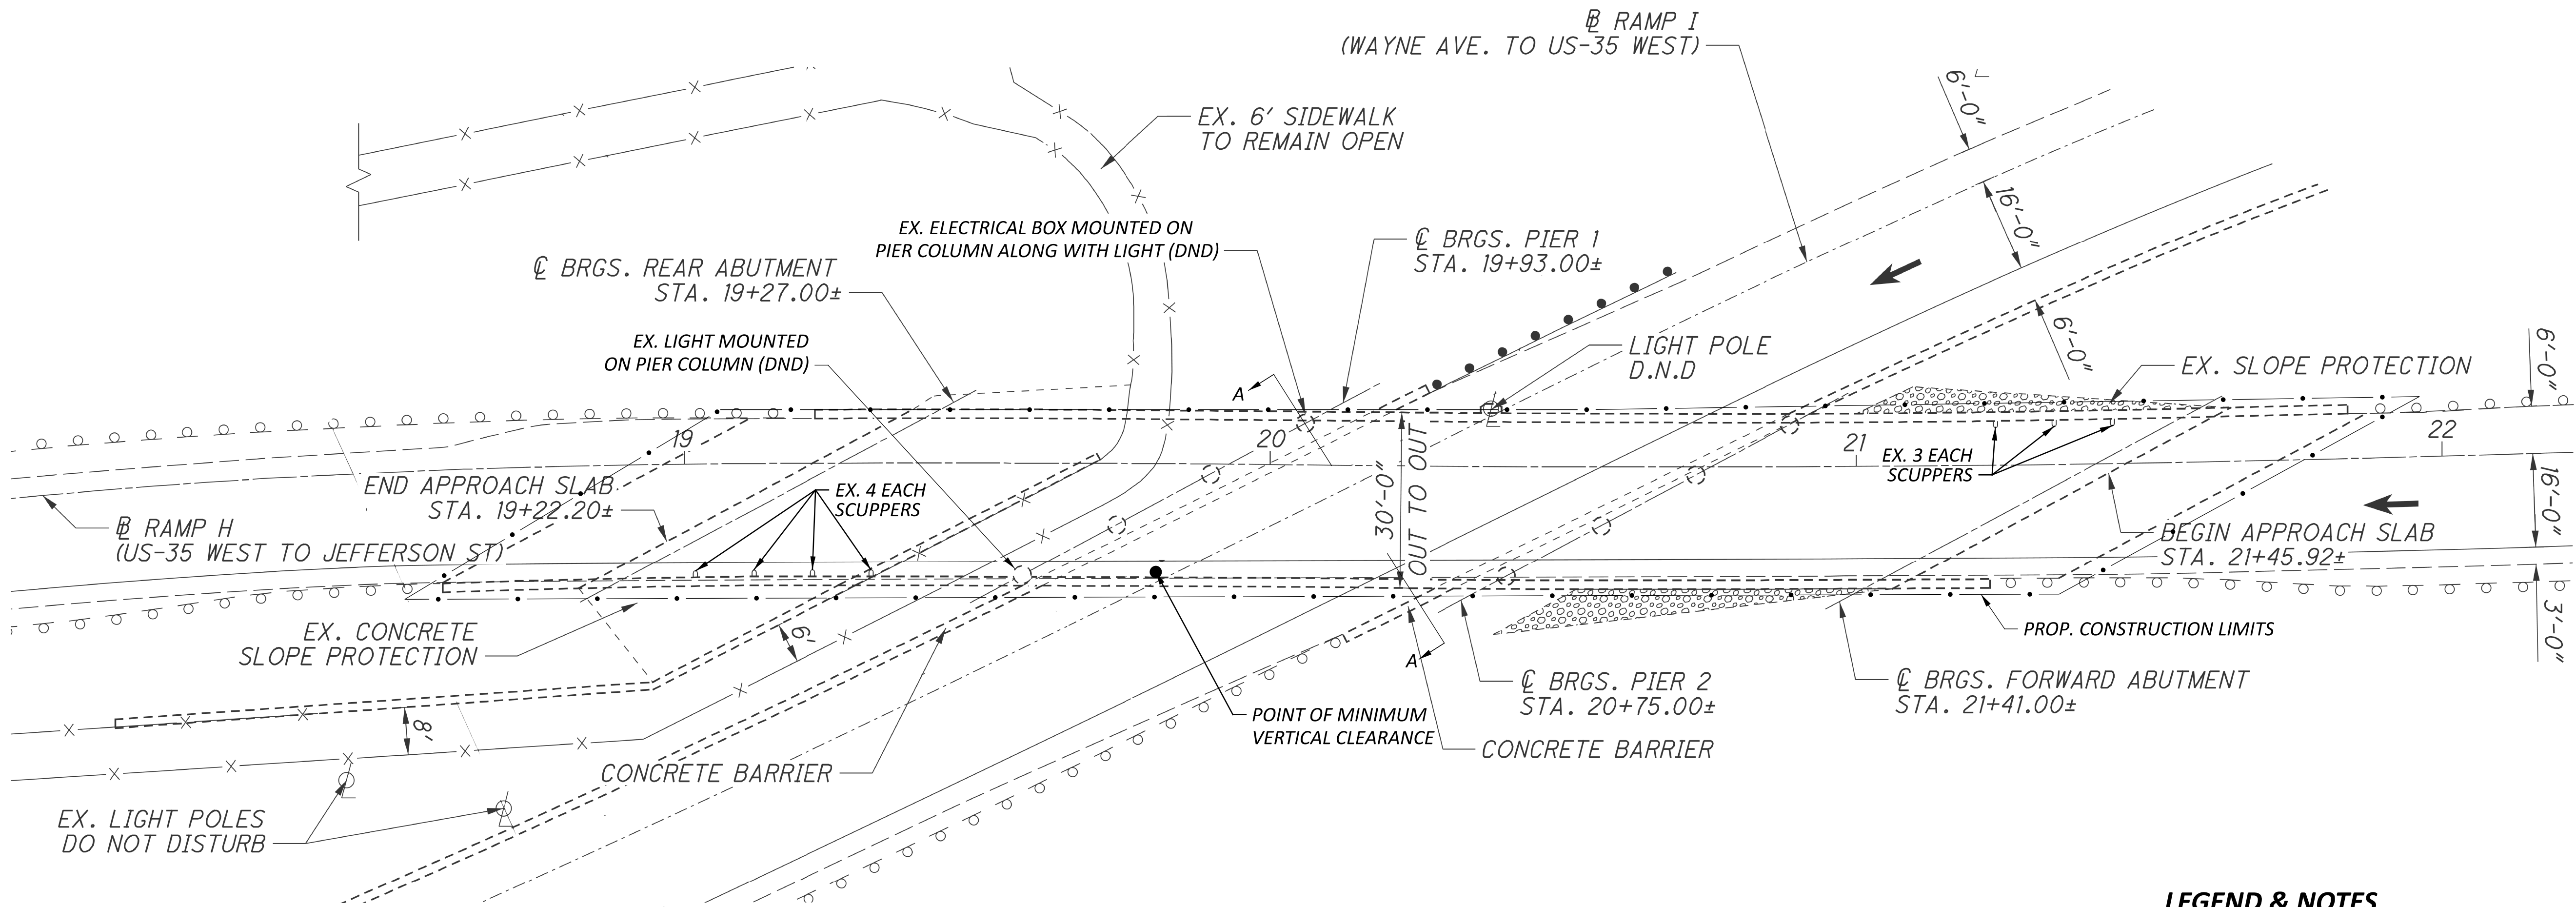 ℄ RAMP I
(WAYNE AVE. TO US-35 WEST)
6'-0"
EX. 6' SIDEWALK
TO REMAIN OPEN
16'-0"
EX. ELECTRICAL BOX MOUNTED ON
PIER COLUMN ALONG WITH LIGHT (DND)
℄ BRGS. PIER 1
STA. 19+93.00±
℄ BRGS. REAR ABUTMENT
STA. 19+27.00±
EX. LIGHT MOUNTED
ON PIER COLUMN (DND)
LIGHT POLE
D.N.D
6'-0"
EX. SLOPE PROTECTION
6'-0"
A
19
20
21
22
EX. 3 EACH
SCUPPERS
END APPROACH SLAB
STA. 19+22.20±
EX. 4 EACH
SCUPPERS
30'-0"
OUT TO OUT
16'-0"
℄ RAMP H
(US-35 WEST TO JEFFERSON ST)
BEGIN APPROACH SLAB
STA. 21+45.92±
EX. CONCRETE
SLOPE PROTECTION
6'
3'-0"
PROP. CONSTRUCTION LIMITS
A
℄ BRGS. PIER 2
STA. 20+75.00±
℄ BRGS. FORWARD ABUTMENT
STA. 21+41.00±
8'
POINT OF MINIMUM
VERTICAL CLEARANCE
CONCRETE BARRIER
CONCRETE BARRIER
EX. LIGHT POLES
DO NOT DISTURB
LEGEND & NOTES